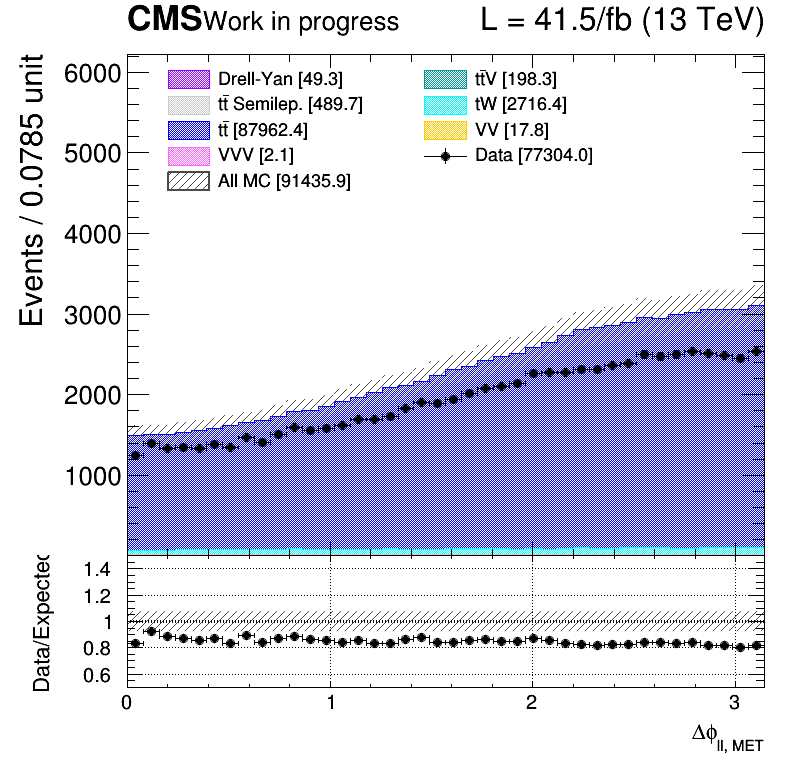 CMS Work in progress L = 41.5/fb (13 TeV)
Events / 0.0785 unit
6000
5000
4000
3000
2000
1000
Drell-Yan [49.3]
tt̄ Semilep. [489.7]
tt̄ [87962.4]
VVV [2.1]
All MC [91435.9]
tt̄V [198.3]
tW [2716.4]
VV [17.8]
Data [77304.0]
Data/Expected
1.4
1.2
1
0.8
0.6
0 1 2 3
Δϕll, MET